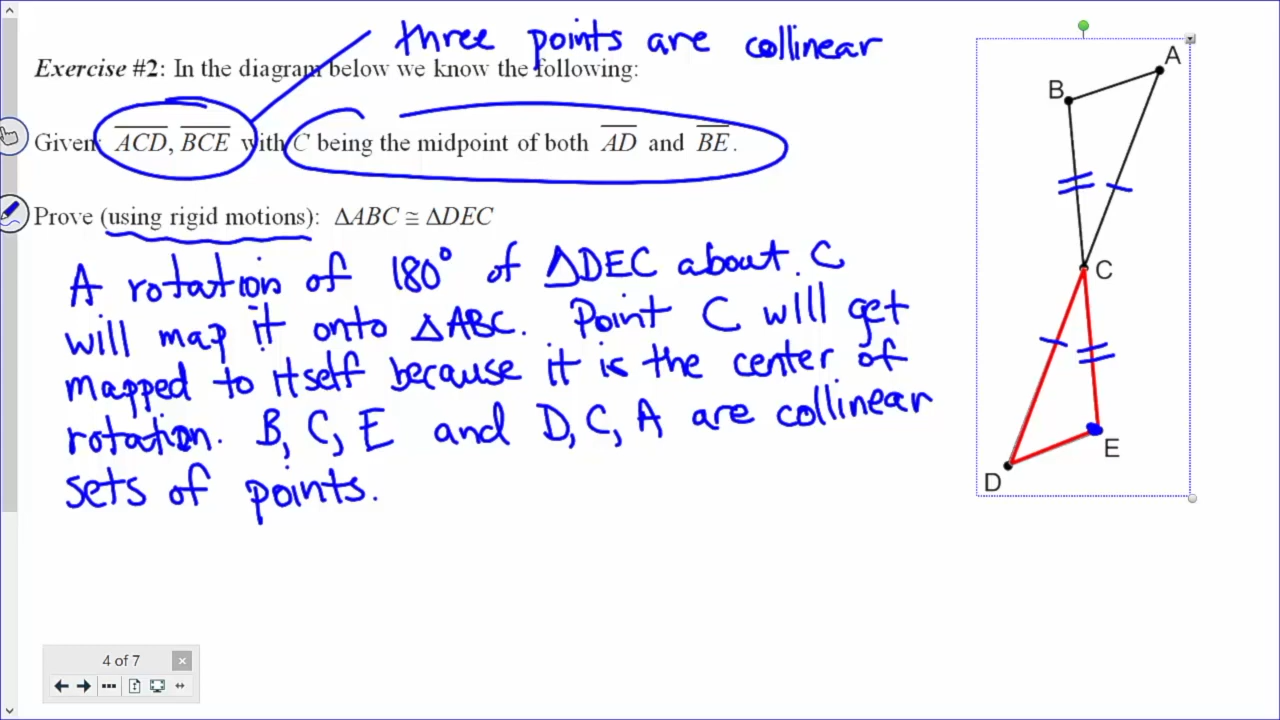 three points are collinear
Exercise #2: In the diagram below we know the following:
Given: ACD, BCE with C being the midpoint of both AD and BE.
Prove (using rigid motions): ΔABC ≅ ΔDEC
A rotation of 180° of ΔDEC about C
will map it onto ΔABC. Point C will get
mapped to itself because it is the center of
rotation. B, C, E and D, C, A are collinear
sets of points.
A
B
C
E
D
4 of 7